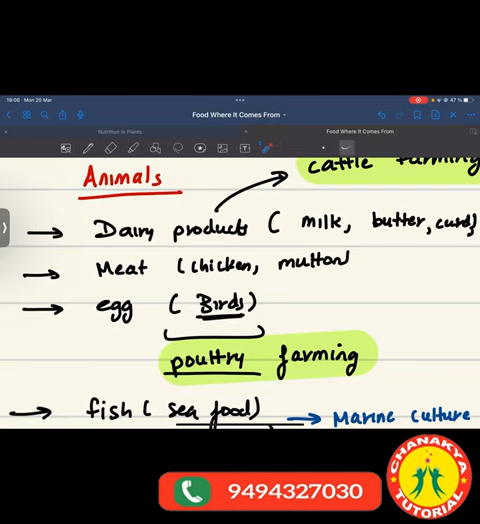 19:06 Mon 20 Mar
47 %
Food Where It Comes From
Nutrition in Plants
Food Where It Comes From
cattle farming
Animals
→ Dairy products ( milk, butter, curd)
→ Meat (chicken, mutton)
→ egg ( Birds)
poultry farming
→ fish ( sea food) → Marine culture
9494327030
CHANAKYA
TUTORIAL